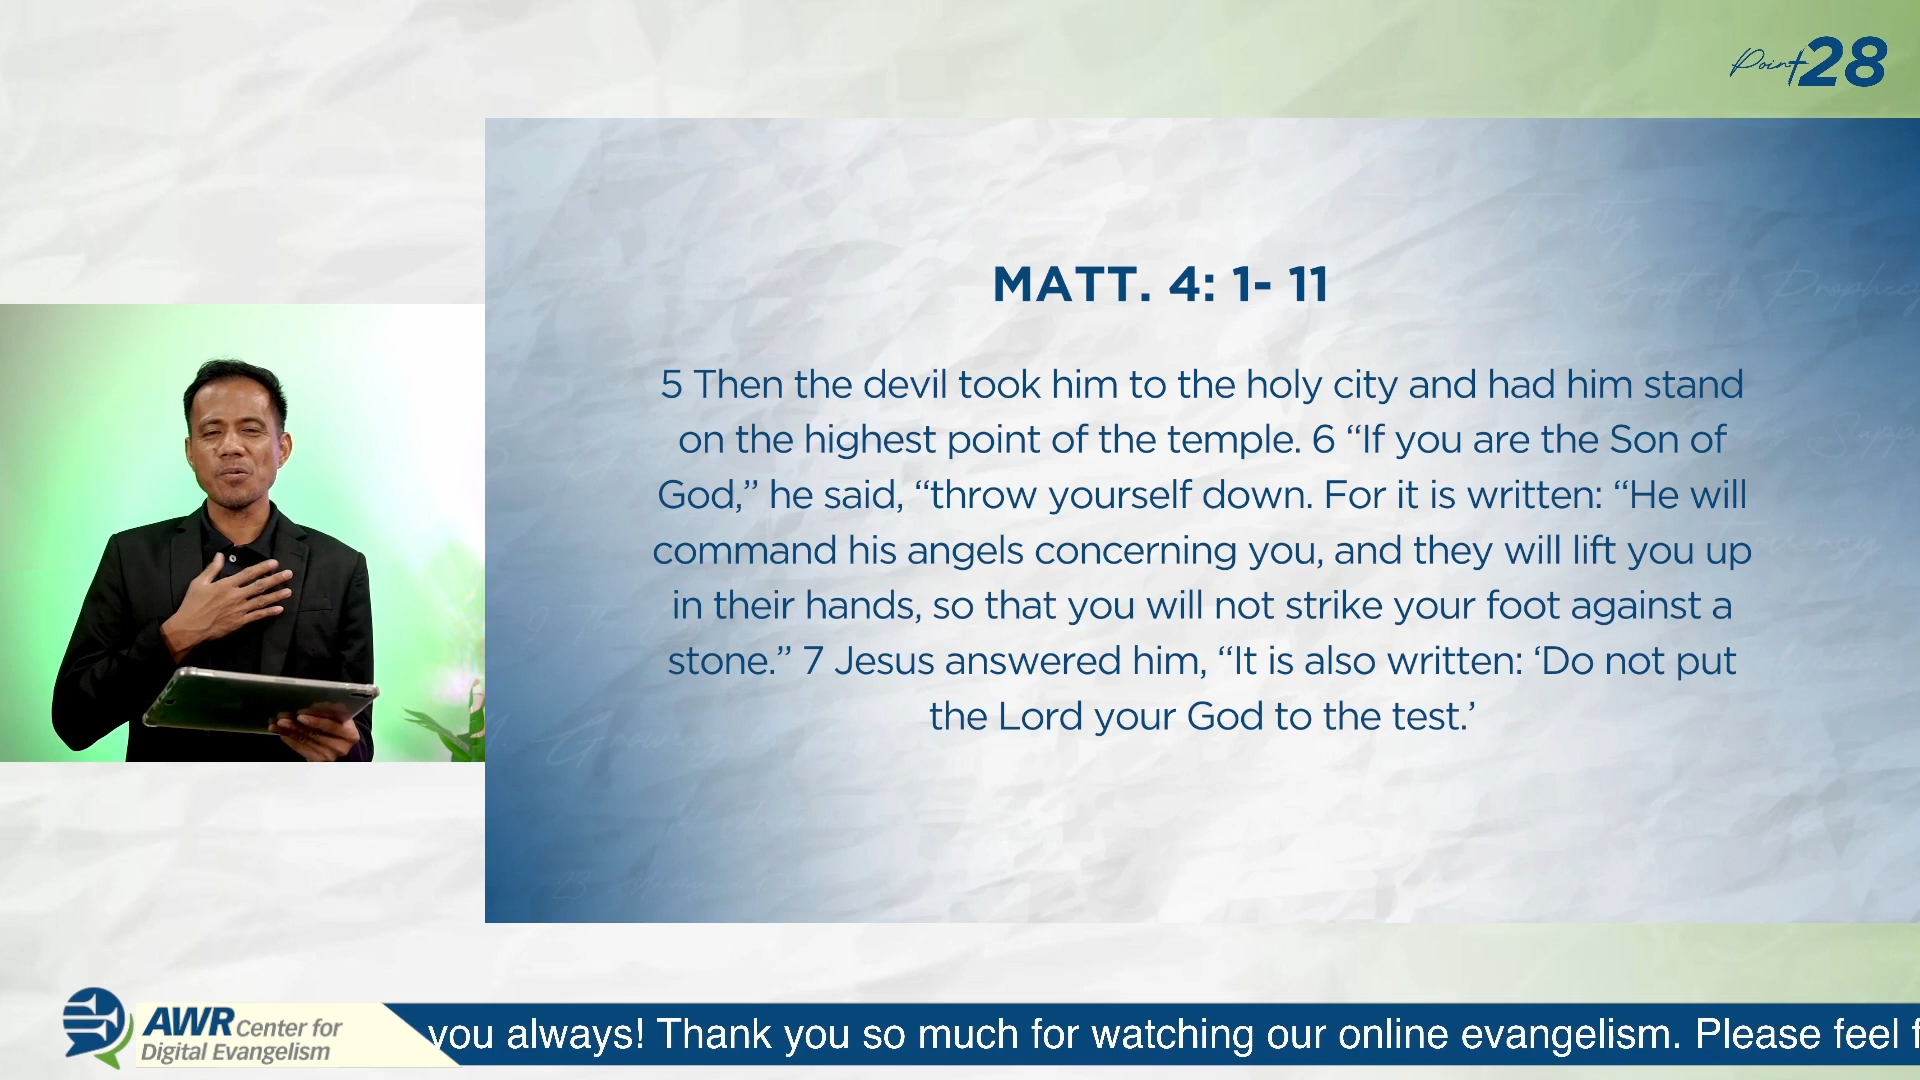 Point28
MATT. 4: 1- 11
5 Then the devil took him to the holy city and had him stand
on the highest point of the temple. 6 “If you are the Son of
God,” he said, “throw yourself down. For it is written: “He will
command his angels concerning you, and they will lift you up
in their hands, so that you will not strike your foot against a
stone.” 7 Jesus answered him, “It is also written: ‘Do not put
the Lord your God to the test.’
AWR Center for
Digital Evangelism
you always! Thank you so much for watching our online evangelism. Please feel f